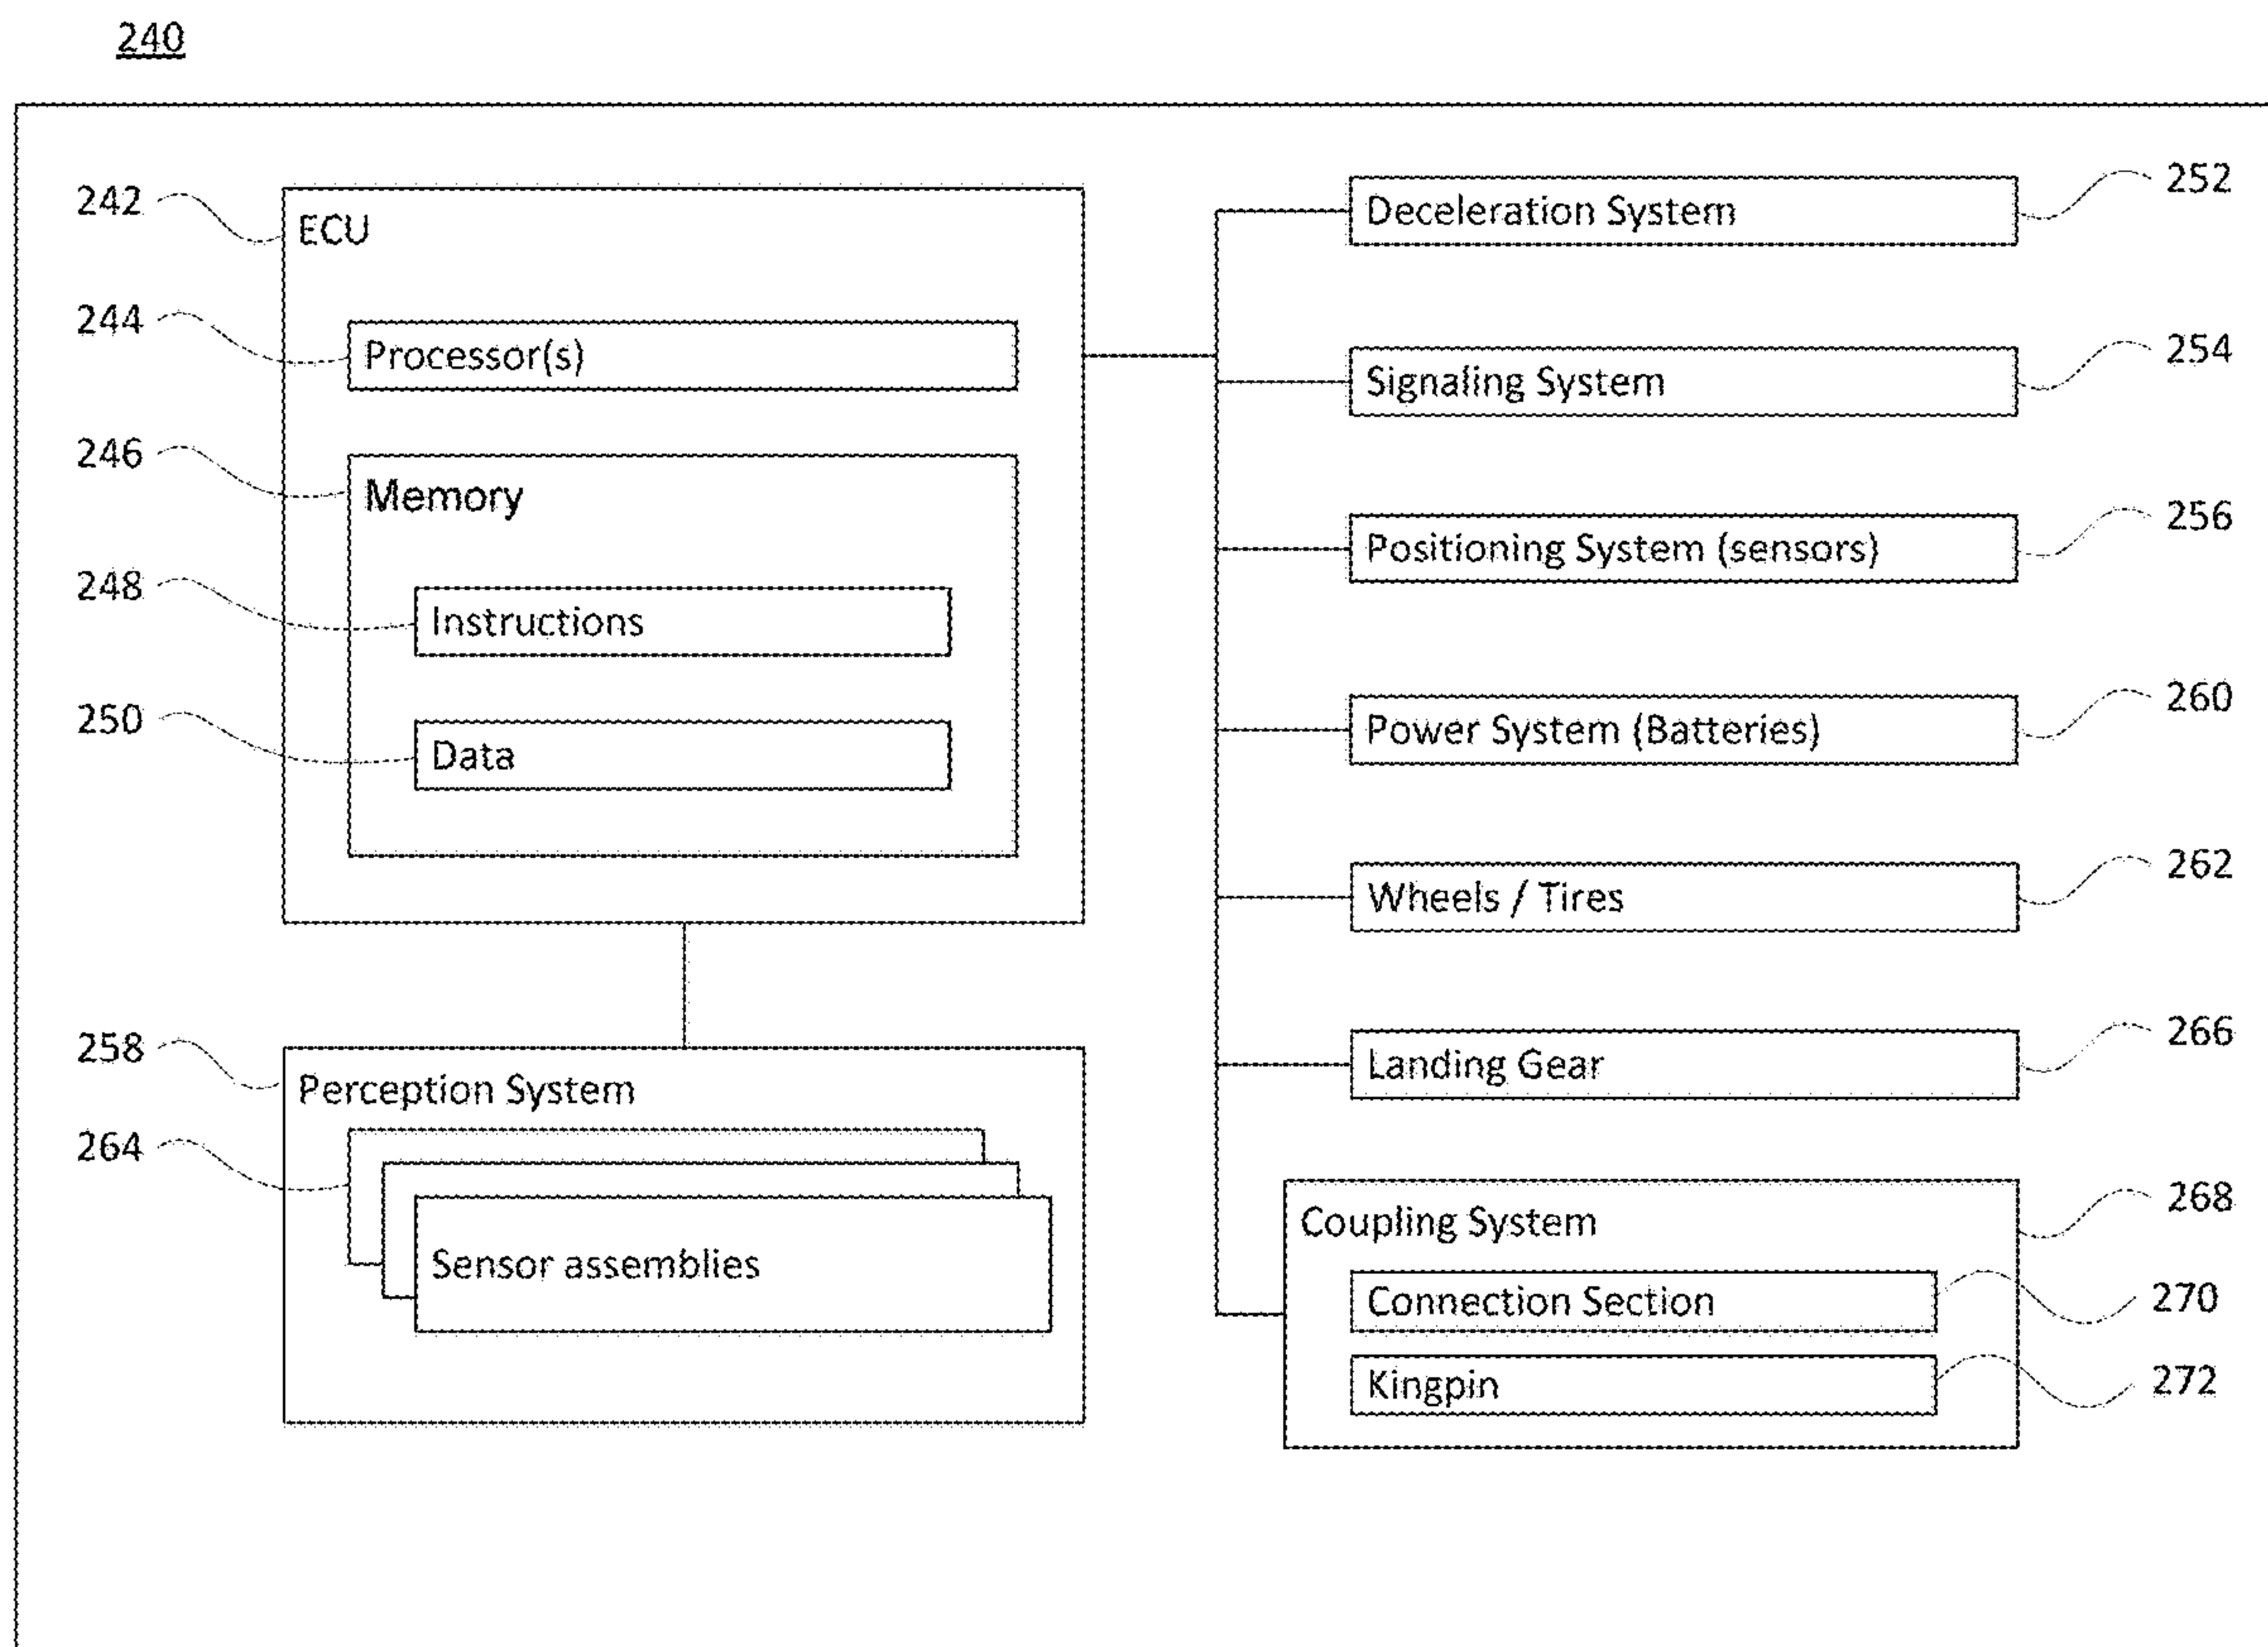 240
242
ECU
244
Processor(s)
246
Memory
248
Instructions
250
Data
258
Perception System
264
Sensor assemblies
Deceleration System
252
Signaling System
254
Positioning System (sensors)
256
Power System (Batteries)
260
Wheels / Tires
262
Landing Gear
266
Coupling System
268
Connection Section
270
Kingpin
272